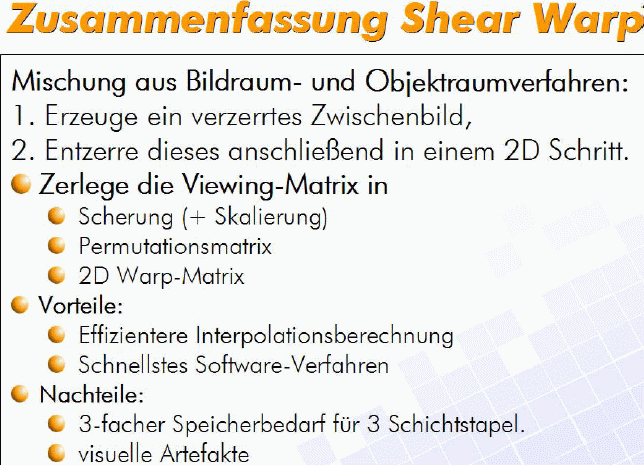 Zusammenfassung Shear Warp
Mischung aus Bildraum- und Objektraumverfahren:
1. Erzeuge ein verzerrtes Zwischenbild,
2. Entzerre dieses anschließend in einem 2D Schritt.
Zerlege die Viewing-Matrix in
Scherung (+ Skalierung)
Permutationsmatrix
2D Warp-Matrix
Vorteile:
Effizientere Interpolationsberechnung
Schnellstes Software-Verfahren
Nachteile:
3-facher Speicherbedarf für 3 Schichtstapel.
visuelle Artefakte